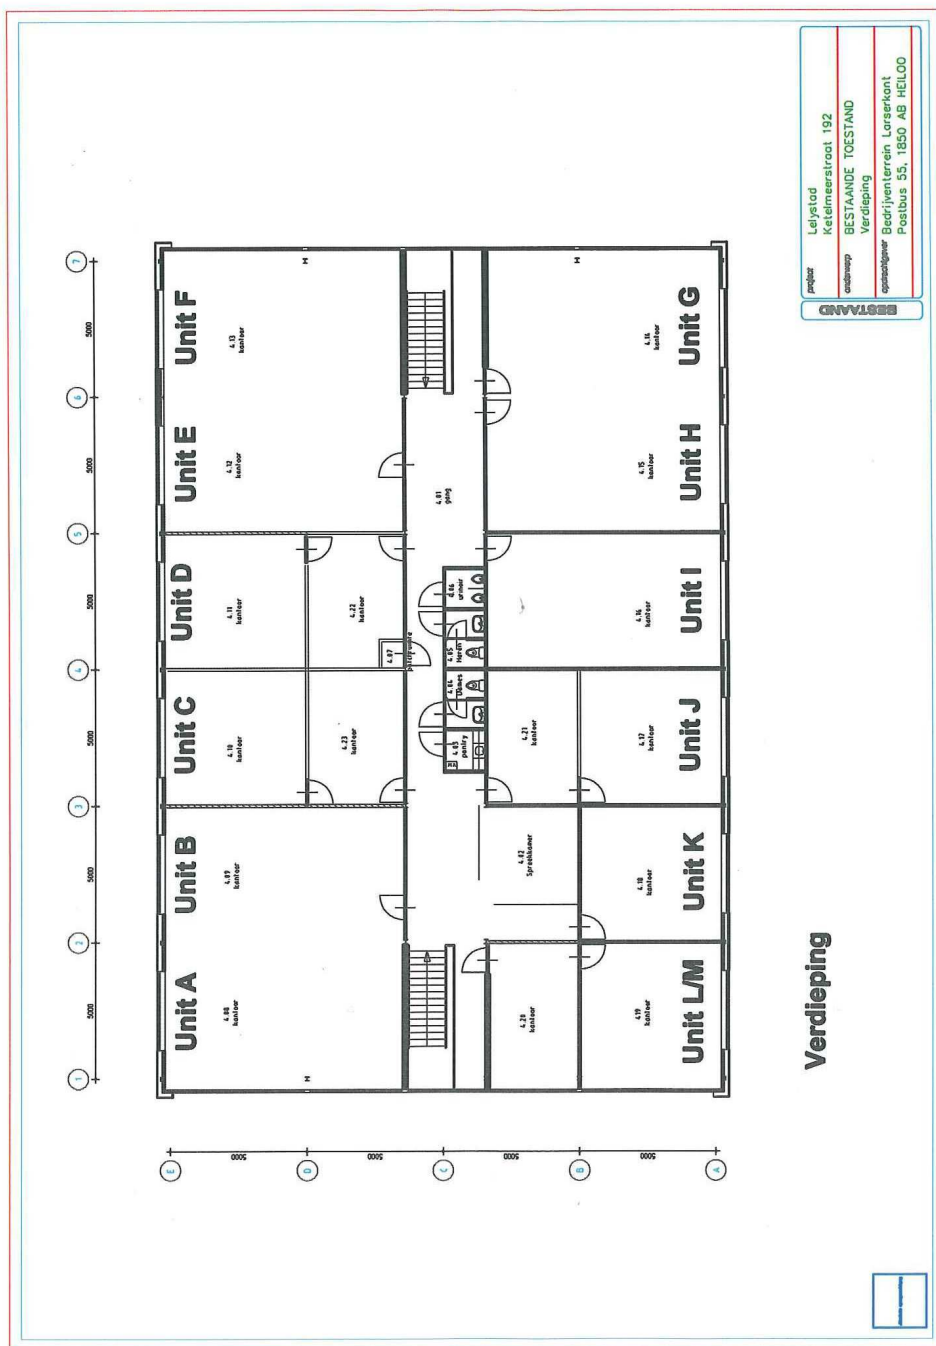 7
6
5
4
3
2
1
5000
5000
5000
5000
5000
5000
Unit A
Unit B
Unit C
Unit D
Unit E
Unit F
4.08
kantoor
4.09
kantoor
4.10
kantoor
4.11
kantoor
4.12
kantoor
4.13
kantoor
4.23
kantoor
4.22
kantoor
4.07
patchruimte
4.01
gang
4.03
pantry
4.04
Dames
4.05
Heren
4.06
urinoir
4.02
Spreekkamer
4.21
kantoor
4.20
kantoor
4.19
kantoor
4.18
kantoor
4.17
kantoor
4.16
kantoor
4.15
kantoor
4.14
kantoor
Unit L/M
Unit K
Unit J
Unit I
Unit H
Unit G
E
D
C
B
A
5000
5000
5000
5000
Verdieping
BESTAAND
project
Lelystad
Ketelmeerstraat 192
onderwerp
BESTAANDE TOESTAND
Verdieping
opdrachtgever
Bedrijventerrein Larserkant
Postbus 55, 1850 AB HEILOO